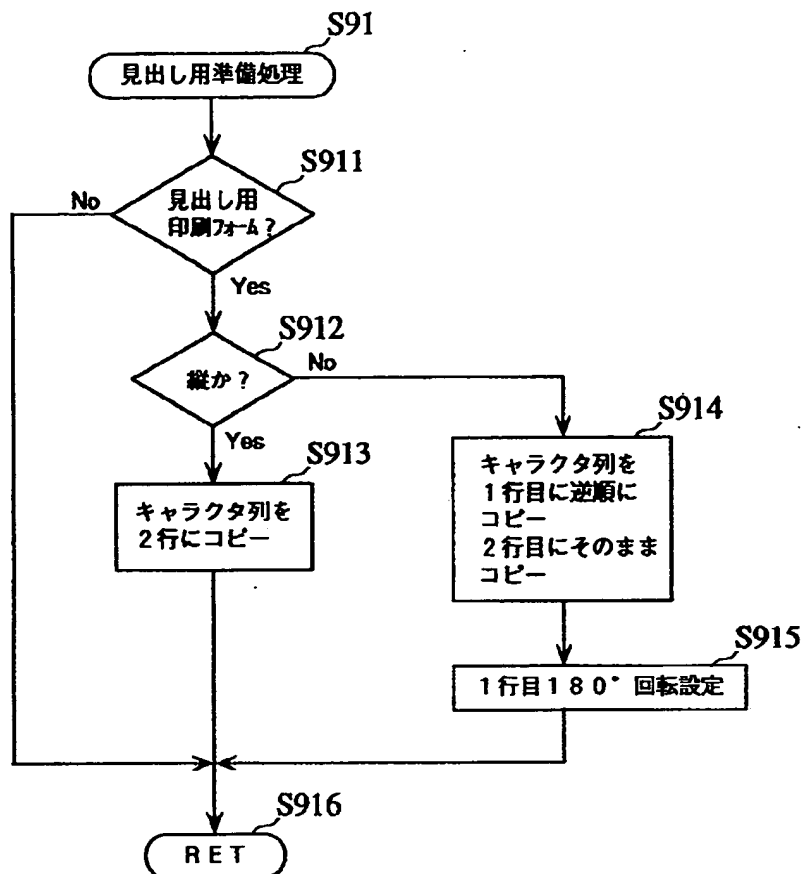 S91
見出し用準備処理
S911
見出し用
印刷フォーム?
No
Yes
S912
縦か?
No
Yes
S913
キャラクタ列を
2行にコピー
S914
キャラクタ列を
1行目に逆順に
コピー
2行目にそのまま
コピー
S915
1行目180°回転設定
S916
RET